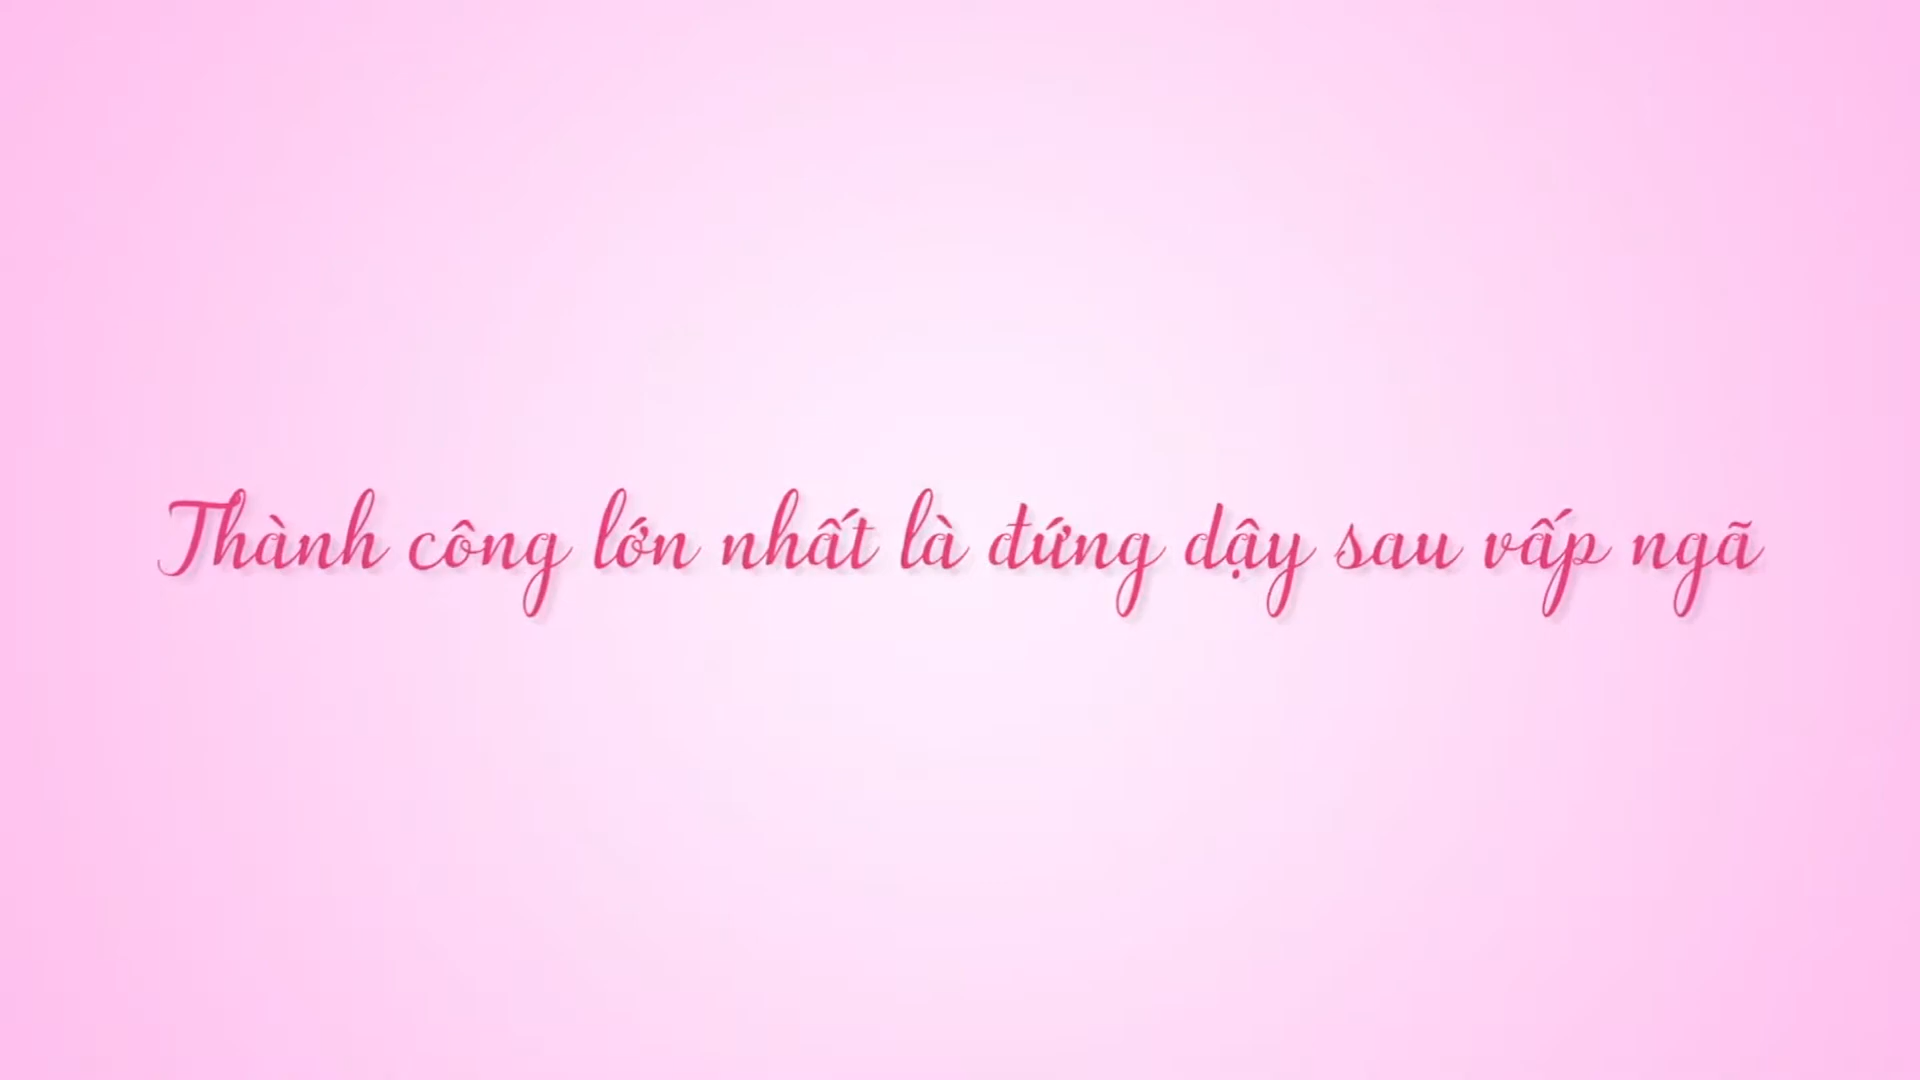 Thành công lớn nhất là đứng dậy sau vấp ngã